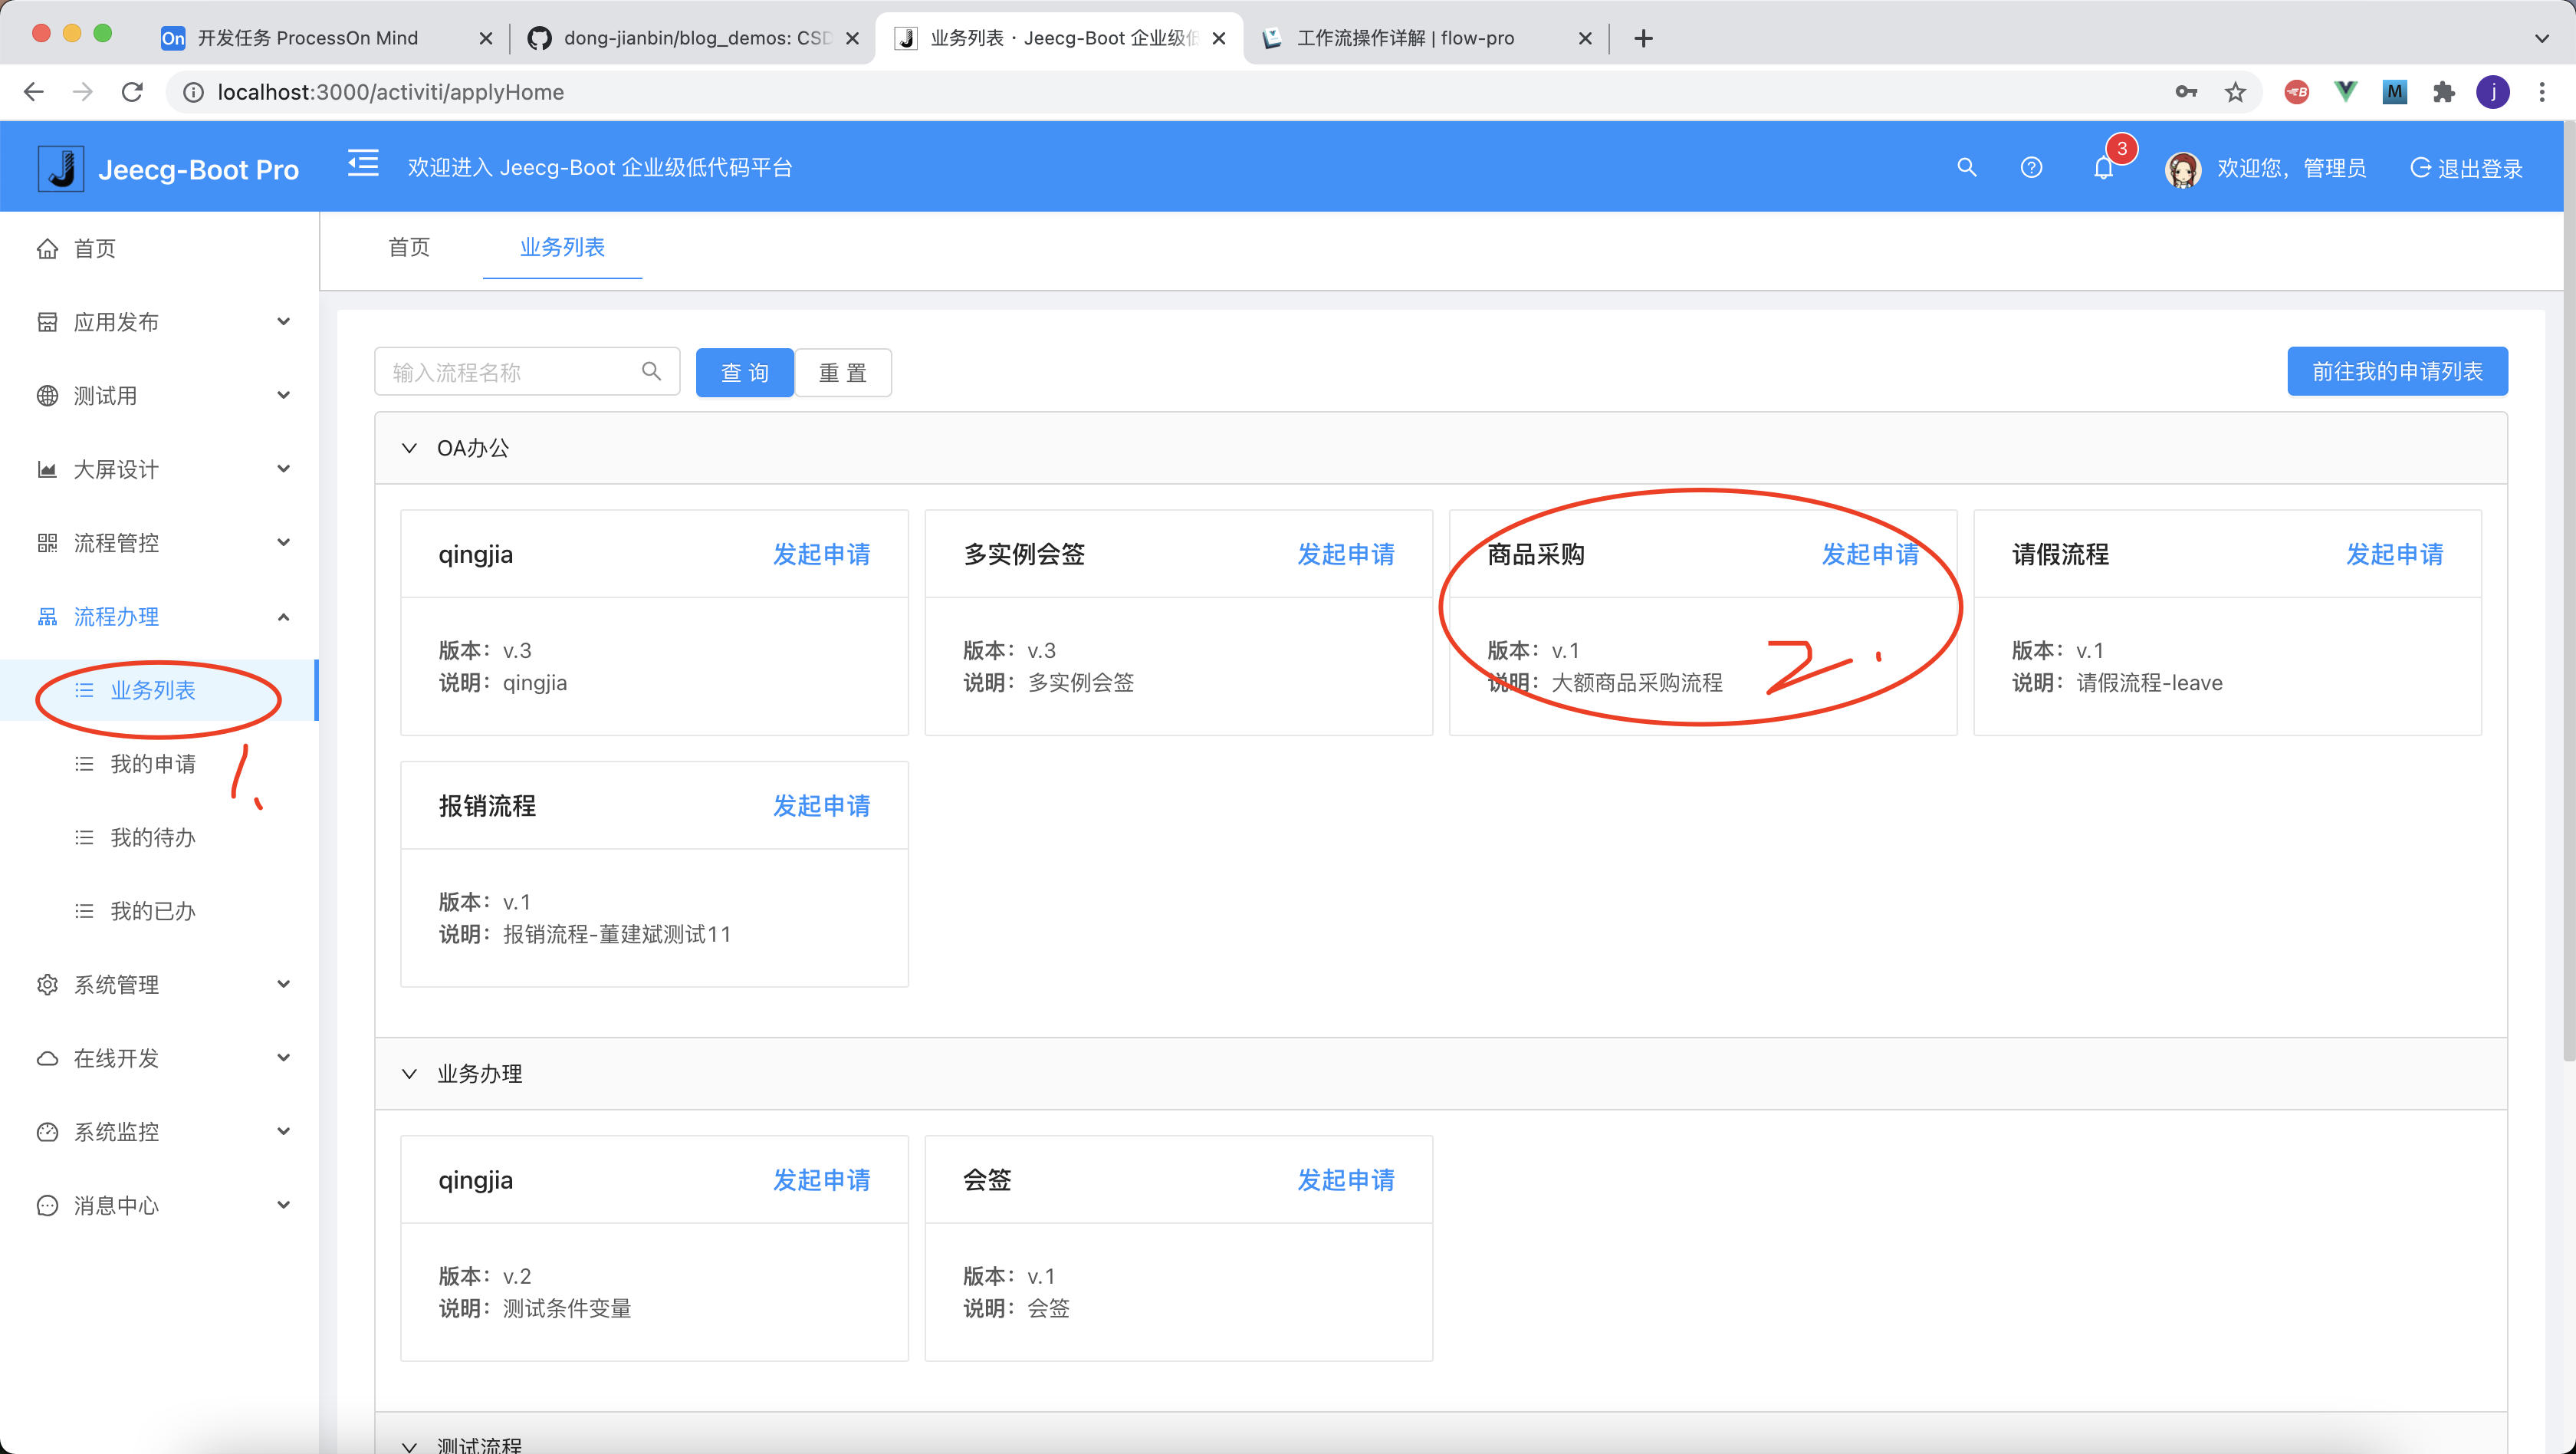 On 开发任务 ProcessOn Mind
dong-jianbin/blog_demos: CSD
业务列表 · Jeecg-Boot 企业级低
工作流操作详解 | flow-pro
localhost:3000/activiti/applyHome
M
j
Jeecg-Boot Pro
欢迎进入 Jeecg-Boot 企业级低代码平台
3
欢迎您，管理员
退出登录
首页
应用发布
测试用
大屏设计
流程管控
流程办理
业务列表
1.
我的申请
我的待办
我的已办
系统管理
在线开发
系统监控
消息中心
首页
业务列表
输入流程名称
查 询
重 置
前往我的申请列表
OA办公
qingjia 发起申请
版本：v.3
说明：qingjia
多实例会签 发起申请
版本：v.3
说明：多实例会签
商品采购 发起申请
版本：v.1
说明：大额商品采购流程
2.
请假流程 发起申请
版本：v.1
说明：请假流程-leave
报销流程 发起申请
版本：v.1
说明：报销流程-董建斌测试11
业务办理
qingjia 发起申请
版本：v.2
说明：测试条件变量
会签 发起申请
版本：v.1
说明：会签
测试流程